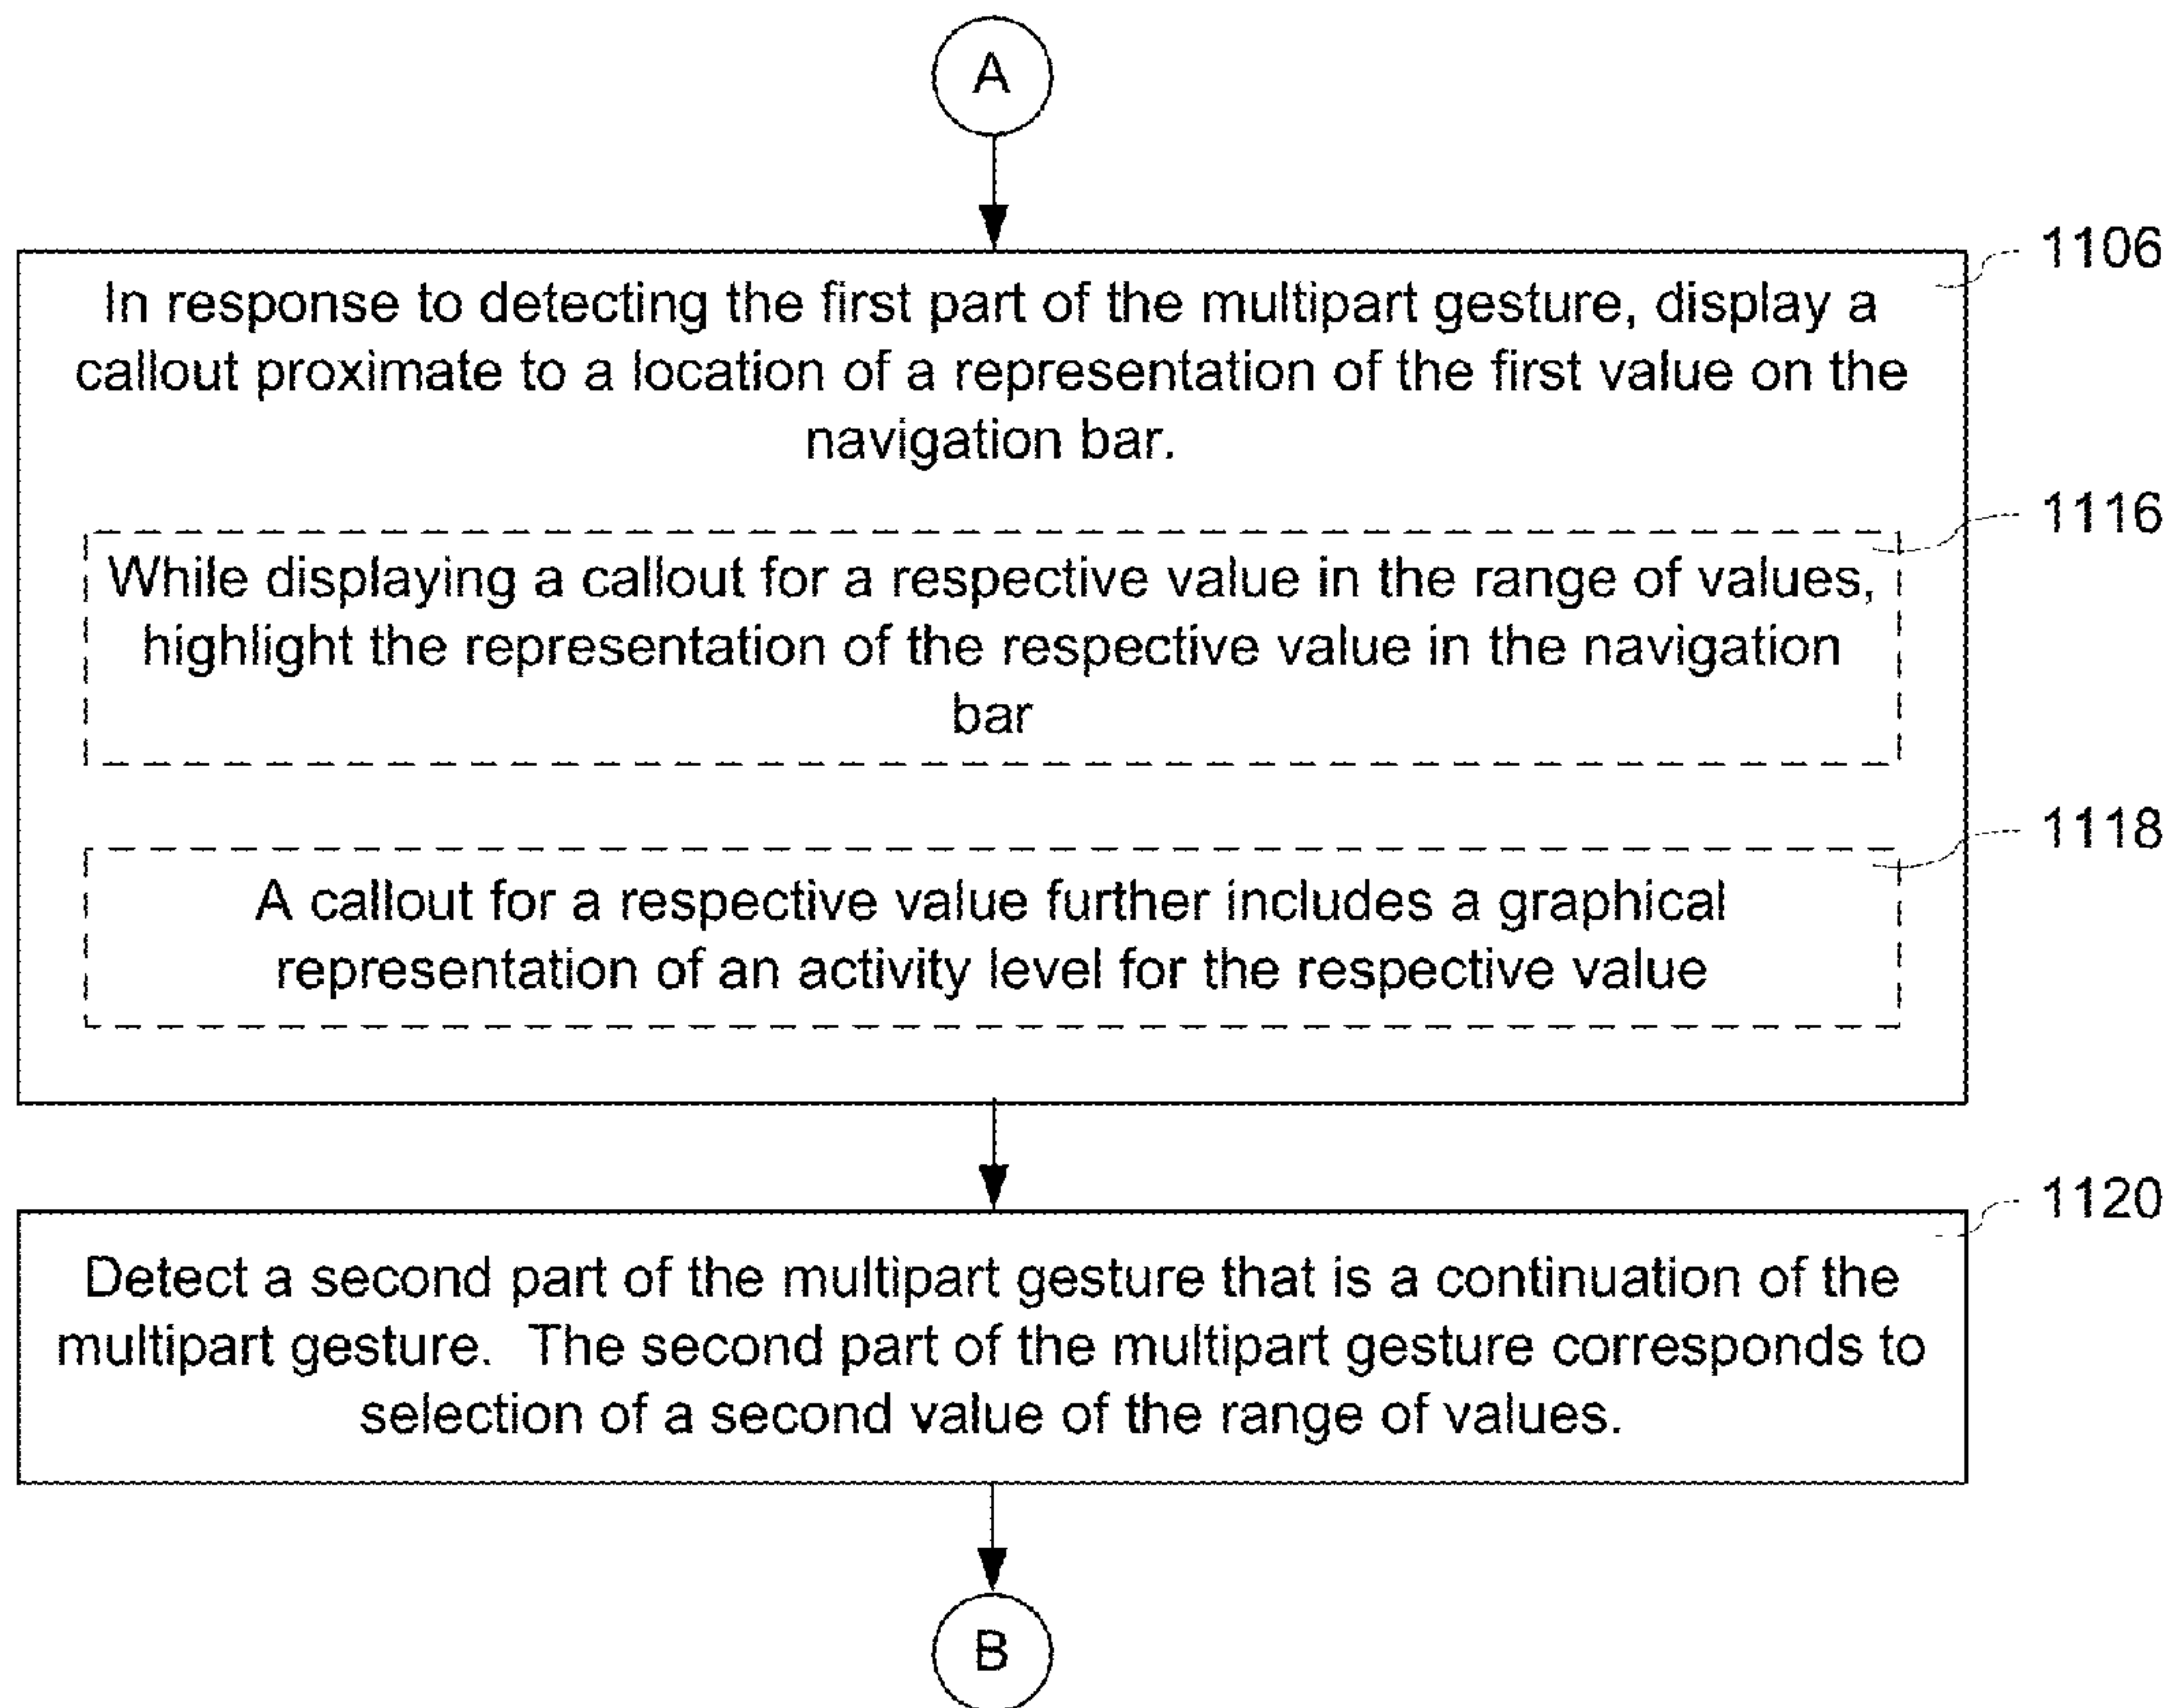 A
1106
In response to detecting the first part of the multipart gesture, display a
callout proximate to a location of a representation of the first value on the
navigation bar.
1116
While displaying a callout for a respective value in the range of values,
highlight the representation of the respective value in the navigation
bar
1118
A callout for a respective value further includes a graphical
representation of an activity level for the respective value
1120
Detect a second part of the multipart gesture that is a continuation of the
multipart gesture.  The second part of the multipart gesture corresponds to
selection of a second value of the range of values.
B